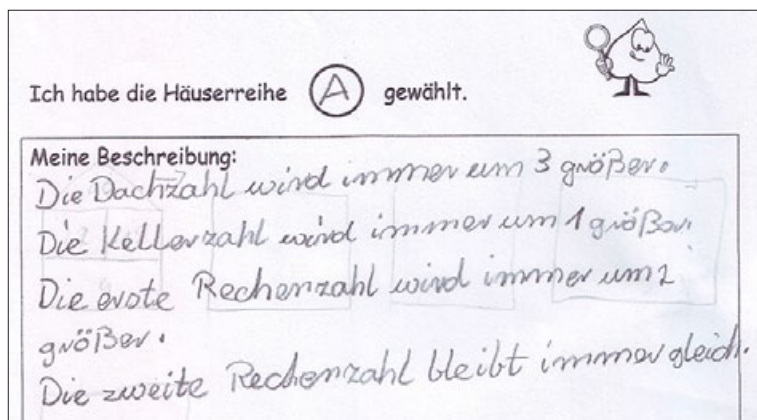 Ich habe die Häuserreihe A gewählt.
Meine Beschreibung:
Die Dachzahl wird immer um 3 größer.
Die Kellerzahl wird immer um 1 größer.
Die erste Rechenzahl wird immer um 1
größer.
Die zweite Rechenzahl bleibt immer gleich.